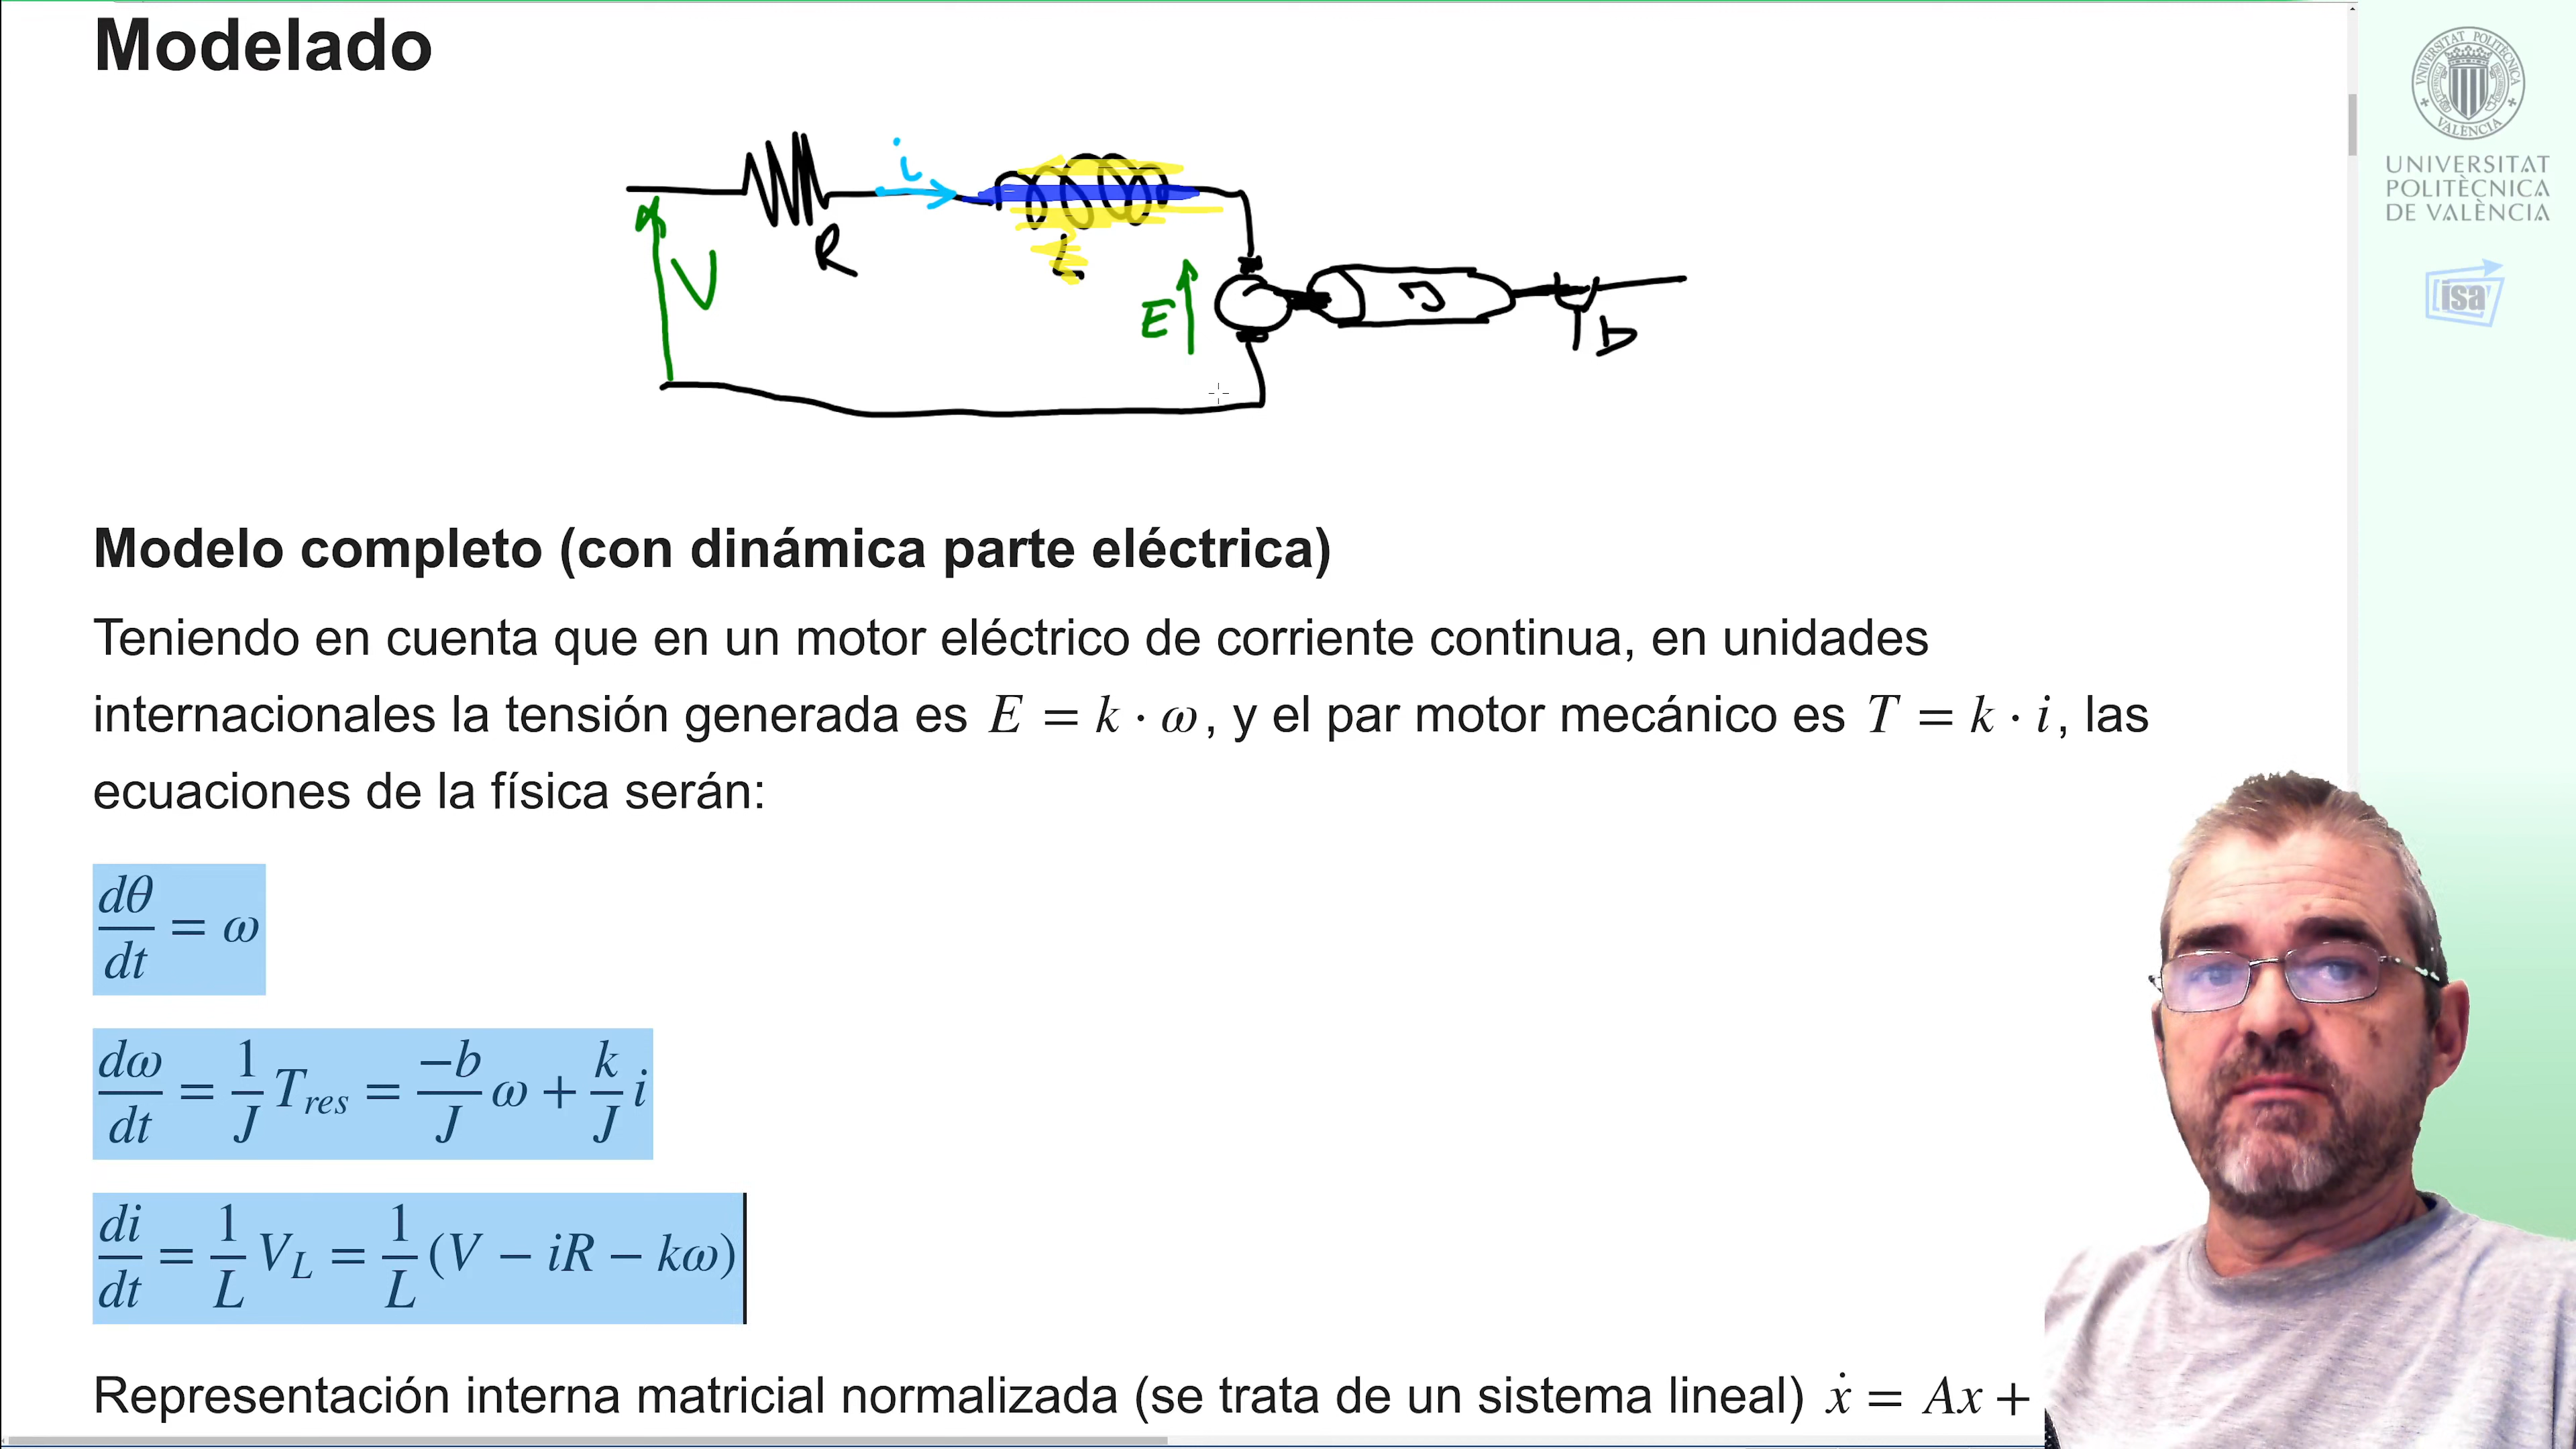 Modelado
i
R
L
V
E
J
b
Modelo completo (con dinámica parte eléctrica)
Teniendo en cuenta que en un motor eléctrico de corriente continua, en unidades
internacionales la tensión generada es E = k · ω, y el par motor mecánico es T = k · i, las
ecuaciones de la física serán:
dθ/dt = ω
dω/dt = 1/J T_res = −b/J ω + k/J i
di/dt = 1/L V_L = 1/L (V − iR − kω)
Representación interna matricial normalizada (se trata de un sistema lineal) ẋ = Ax +
UNIVERSITAT POLITÈCNICA VALÈNCIA
UNIVERSITAT
POLITÈCNICA
DE VALÈNCIA
isa